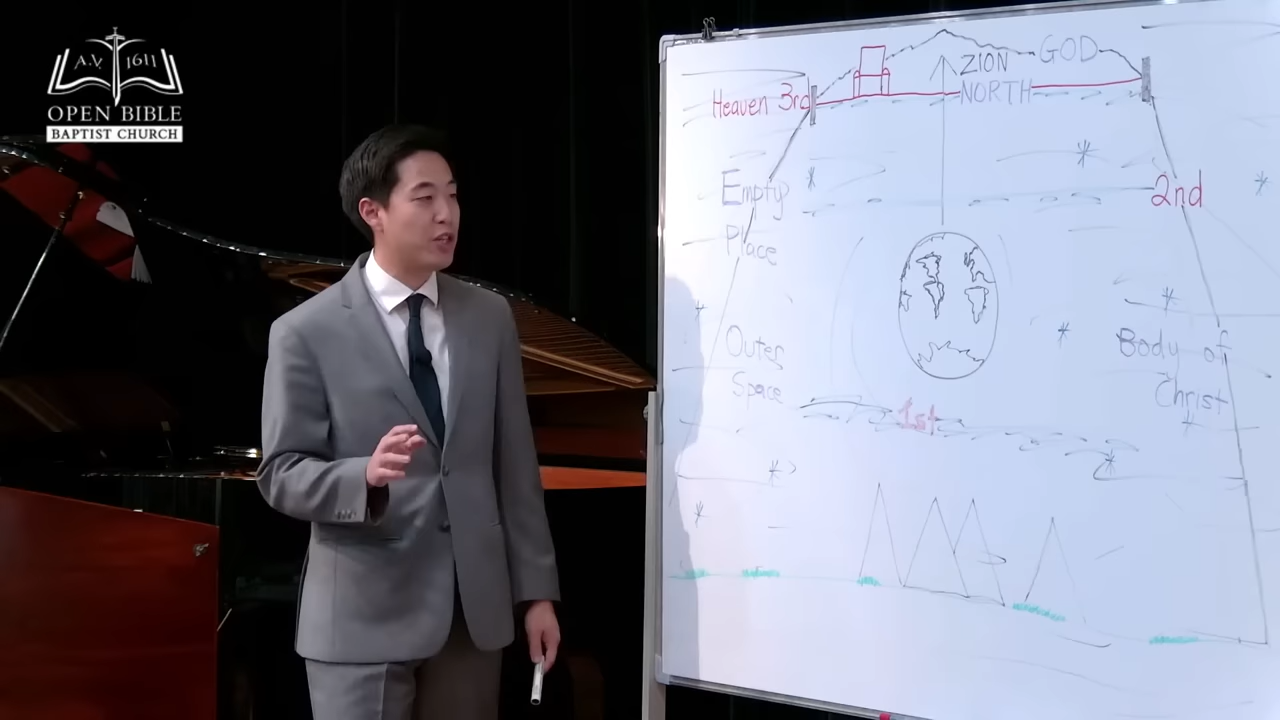 A.V. 1611
OPEN BIBLE
BAPTIST CHURCH
ZION GOD
Heaven 3rd
NORTH
Empty
Place
2nd
Outer
Space
Body of
Christ
1st